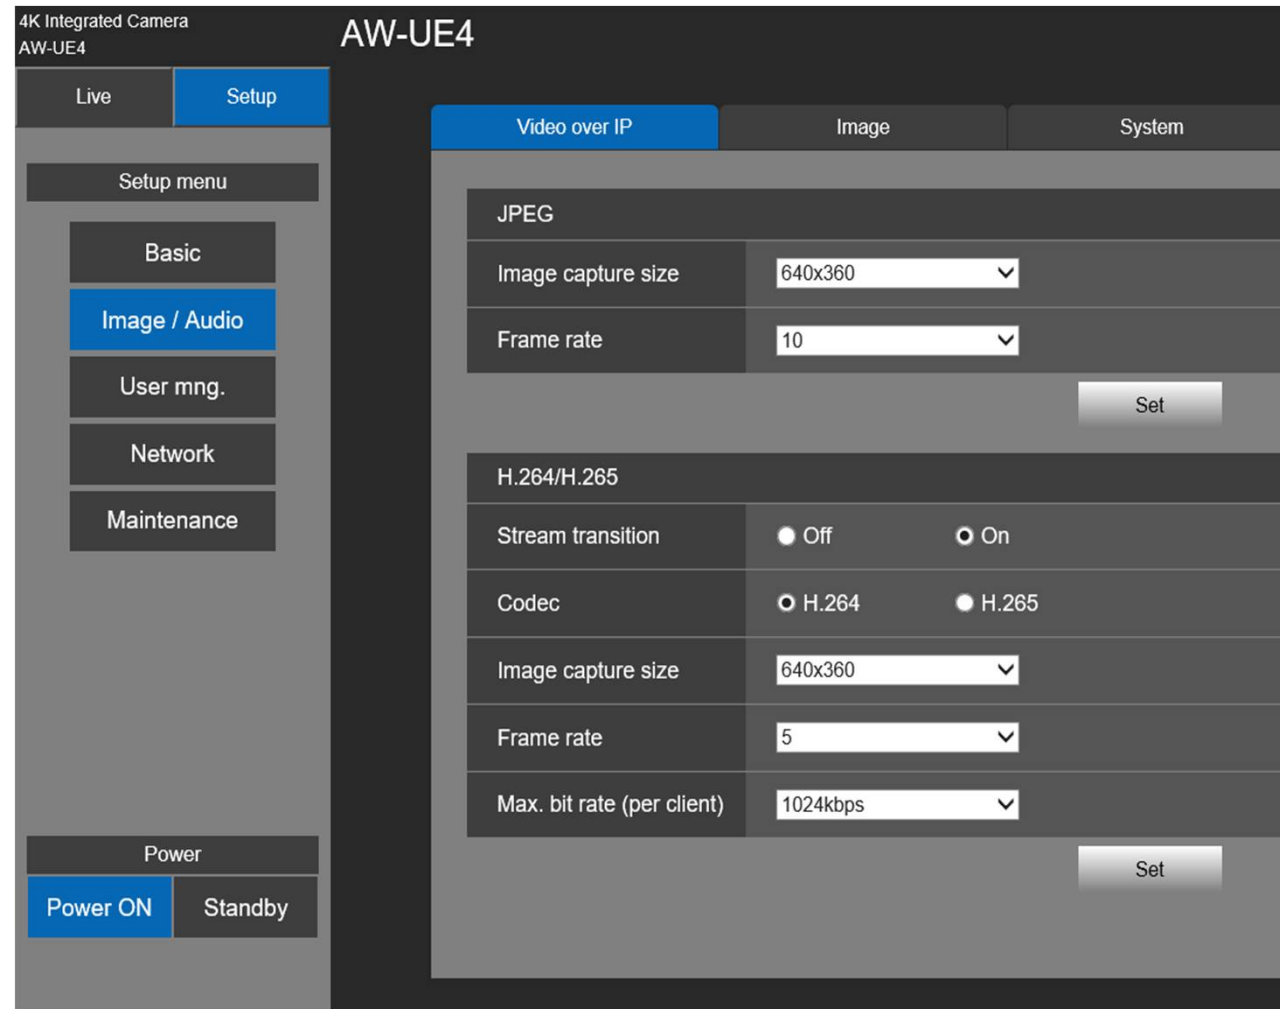 4K Integrated Camera
AW-UE4
AW-UE4
Live Setup
Video over IP Image System
Setup menu
Basic
Image / Audio
User mng.
Network
Maintenance
Power
Power ON Standby
JPEG
Image capture size 640x360
Frame rate 10
Set
H.264/H.265
Stream transition Off On
Codec H.264 H.265
Image capture size 640x360
Frame rate 5
Max. bit rate (per client) 1024kbps
Set